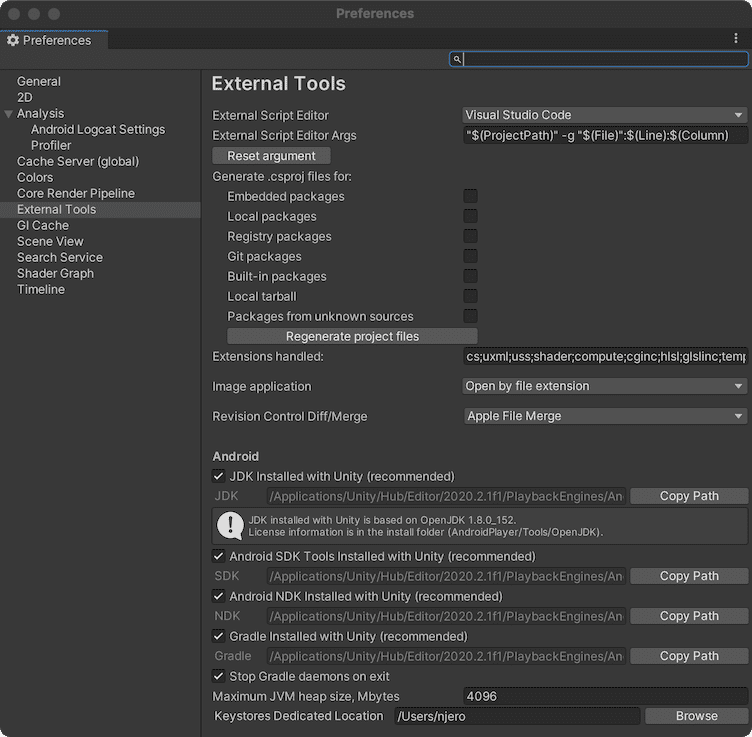 Preferences
Preferences
General
2D
Analysis
Android Logcat Settings
Profiler
Cache Server (global)
Colors
Core Render Pipeline
External Tools
GI Cache
Scene View
Search Service
Shader Graph
Timeline
External Tools
External Script Editor Visual Studio Code
External Script Editor Args "$(ProjectPath)" -g "$(File)":$(Line):$(Column)
Reset argument
Generate .csproj files for:
Embedded packages
Local packages
Registry packages
Git packages
Built-in packages
Local tarball
Packages from unknown sources
Regenerate project files
Extensions handled: cs;uxml;uss;shader;compute;cginc;hlsl;glslinc;temp
Image application Open by file extension
Revision Control Diff/Merge Apple File Merge
Android
JDK Installed with Unity (recommended)
JDK /Applications/Unity/Hub/Editor/2020.2.1f1/PlaybackEngines/An Copy Path
JDK installed with Unity is based on OpenJDK 1.8.0_152.
License information is in the install folder (AndroidPlayer/Tools/OpenJDK).
Android SDK Tools Installed with Unity (recommended)
SDK /Applications/Unity/Hub/Editor/2020.2.1f1/PlaybackEngines/An Copy Path
Android NDK Installed with Unity (recommended)
NDK /Applications/Unity/Hub/Editor/2020.2.1f1/PlaybackEngines/An Copy Path
Gradle Installed with Unity (recommended)
Gradle /Applications/Unity/Hub/Editor/2020.2.1f1/PlaybackEngines/An Copy Path
Stop Gradle daemons on exit
Maximum JVM heap size, Mbytes 4096
Keystores Dedicated Location /Users/njero Browse